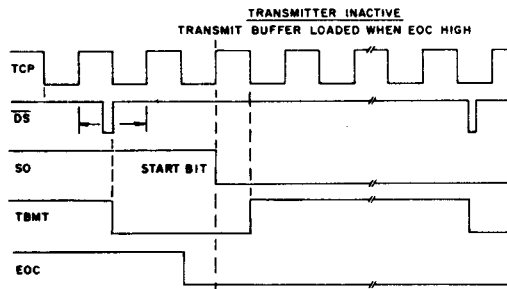 TRANSMITTER INACTIVE
TRANSMIT BUFFER LOADED WHEN EOC HIGH
TCP
DS
SO
START BIT
TBMT
EOC